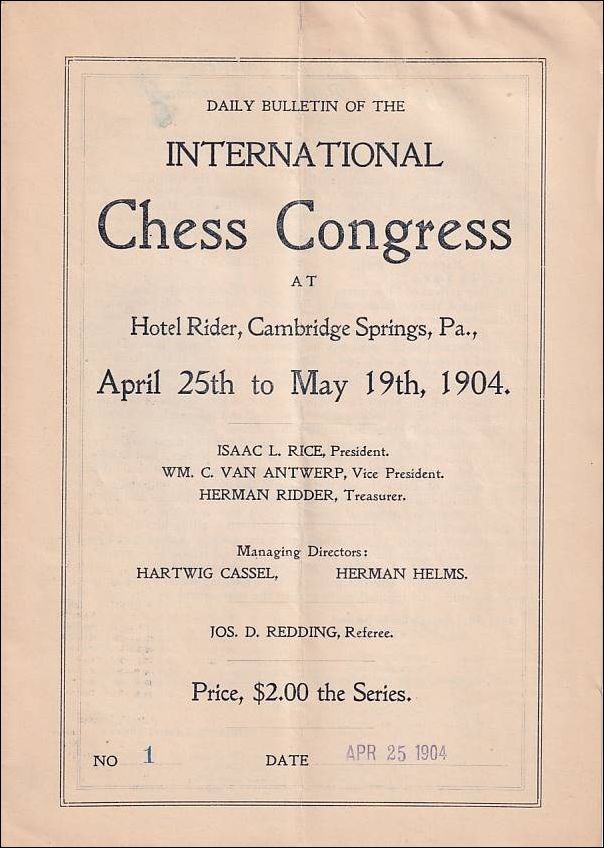 DAILY BULLETIN OF THE
INTERNATIONAL
Chess Congress
AT
Hotel Rider, Cambridge Springs, Pa.,
April 25th to May 19th, 1904.
ISAAC L. RICE, President.
WM. C. VAN ANTWERP, Vice President.
HERMAN RIDDER, Treasurer.
Managing Directors:
HARTWIG CASSEL, HERMAN HELMS.
JOS. D. REDDING, Referee.
Price, $2.00 the Series.
NO 1 DATE APR 25 1904